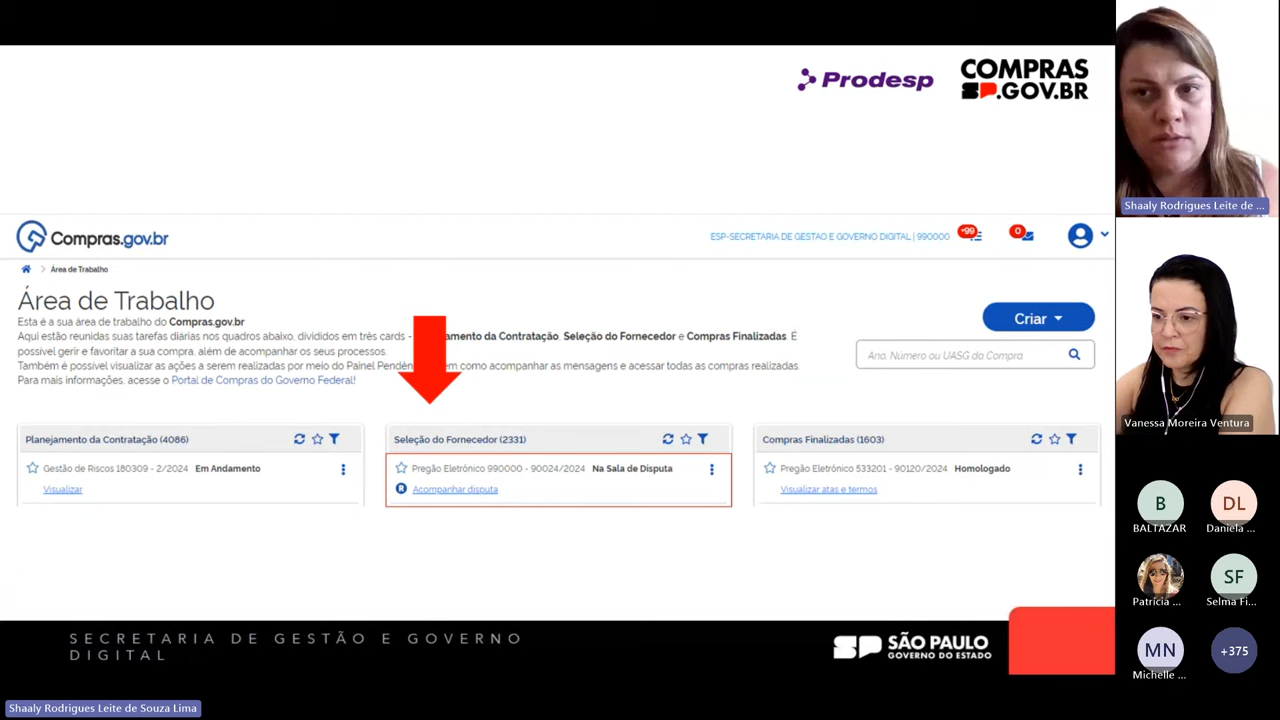 Prodesp
COMPRAS
SP.GOV.BR
Compras.gov.br
ESP-SECRETARIA DE GESTAO E GOVERNO DIGITAL | 990000
+99
0
Área de Trabalho
Área de Trabalho
Esta é a sua área de trabalho do Compras.gov.br
Aqui estão reunidas suas tarefas diárias nos quadros abaixo, divididos em três cards - amento da Contratação, Seleção do Fornecedor e Compras Finalizadas. É
possível gerir e favoritar a sua compra, além de acompanhar os seus processos.
Também é possível visualizar as ações a serem realizadas por meio do Painel Pendên em como acompanhar as mensagens e acessar todas as compras realizadas.
Para mais informações, acesse o Portal de Compras do Governo Federal!
Criar
Ano, Número ou UASG da Compra
Planejamento da Contratação (4086)
Gestão de Riscos 180309 - 2/2024 Em Andamento
Visualizar
Seleção do Fornecedor (2331)
Pregão Eletrônico 990000 - 90024/2024 Na Sala de Disputa
R Acompanhar disputa
Compras Finalizadas (1603)
Pregão Eletrônico 533201 - 90120/2024 Homologado
Visualizar atas e termos
SECRETARIA DE GESTÃO E GOVERNO
DIGITAL
SP SÃO PAULO
GOVERNO DO ESTADO
Shaaly Rodrigues Leite de Souza Lima
Shaaly Rodrigues Leite de ...
Vanessa Moreira Ventura
B
BALTAZAR
DL
Daniela ...
Patrícia ...
SF
Selma Fi...
MN
Michelle ...
+375